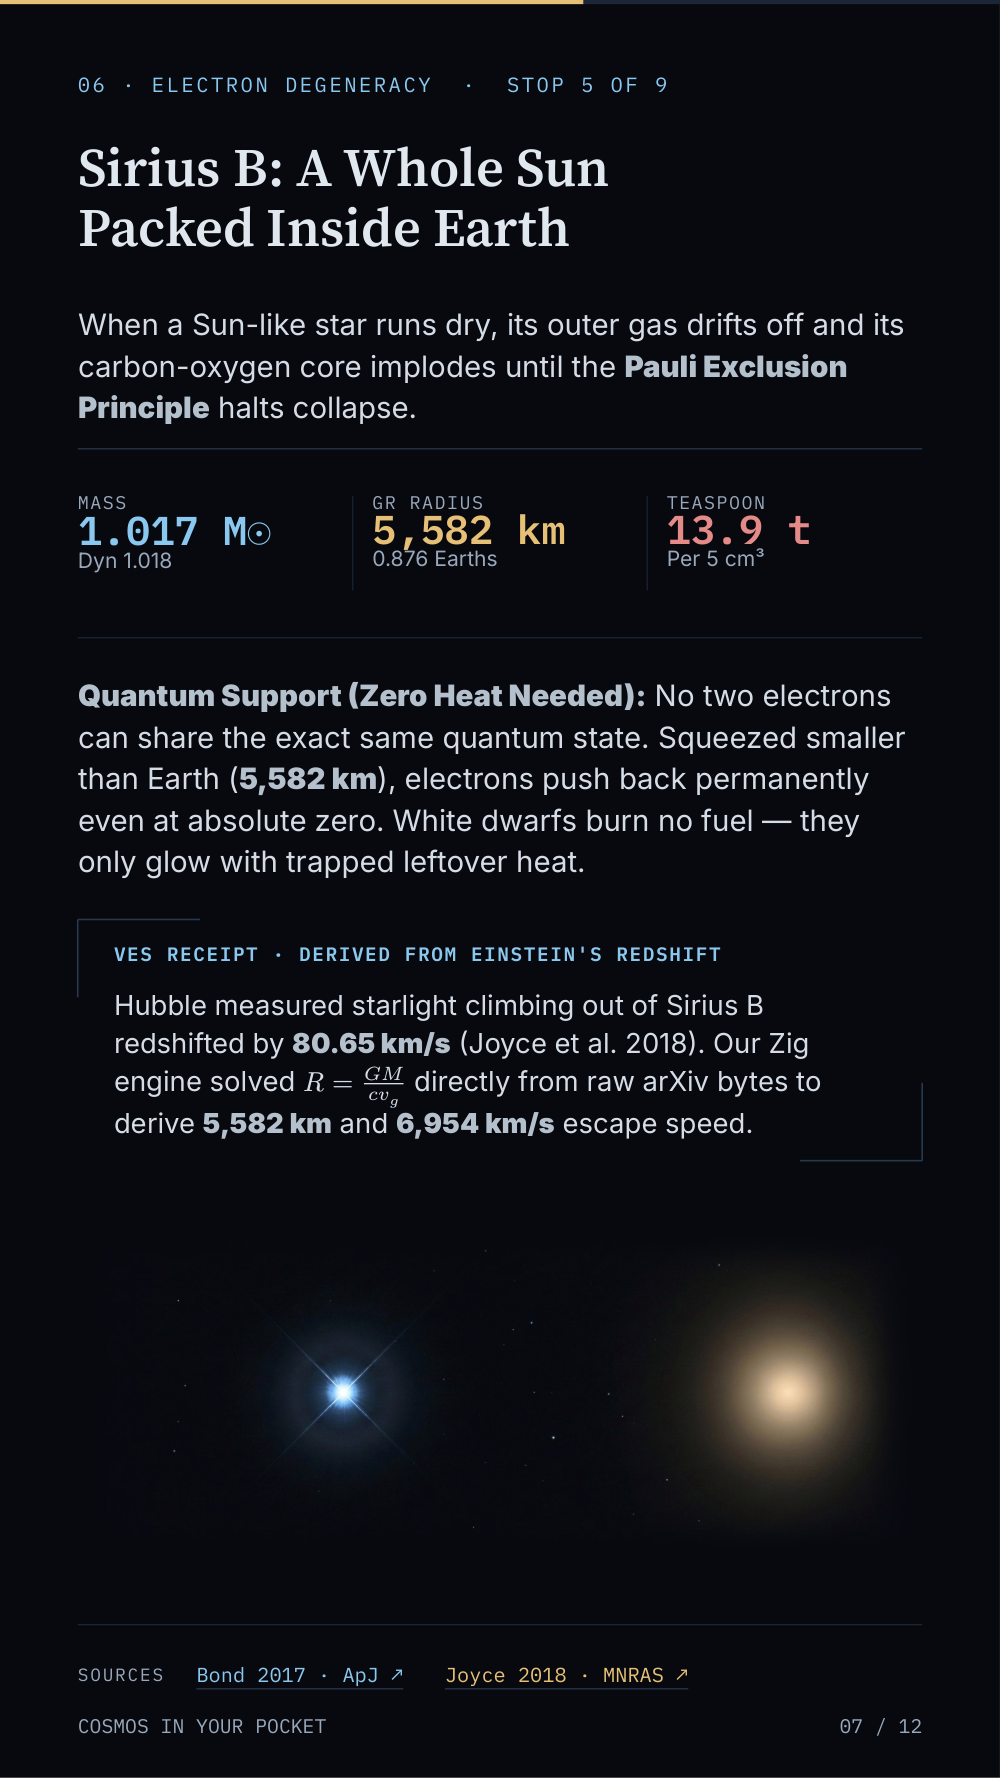 06 · ELECTRON DEGENERACY · STOP 5 OF 9
Sirius B: A Whole Sun
Packed Inside Earth
When a Sun-like star runs dry, its outer gas drifts off and its
carbon-oxygen core implodes until the Pauli Exclusion
Principle halts collapse.
MASS
1.017 M☉
Dyn 1.018
GR RADIUS
5,582 km
0.876 Earths
TEASPOON
13.9 t
Per 5 cm³
Quantum Support (Zero Heat Needed): No two electrons
can share the exact same quantum state. Squeezed smaller
than Earth (5,582 km), electrons push back permanently
even at absolute zero. White dwarfs burn no fuel — they
only glow with trapped leftover heat.
VES RECEIPT · DERIVED FROM EINSTEIN'S REDSHIFT
Hubble measured starlight climbing out of Sirius B
redshifted by 80.65 km/s (Joyce et al. 2018). Our Zig
engine solved $R = \frac{GM}{cv_g}$ directly from raw arXiv bytes to
derive 5,582 km and 6,954 km/s escape speed.
SOURCES Bond 2017 · ApJ ↗ Joyce 2018 · MNRAS ↗
COSMOS IN YOUR POCKET 07 / 12